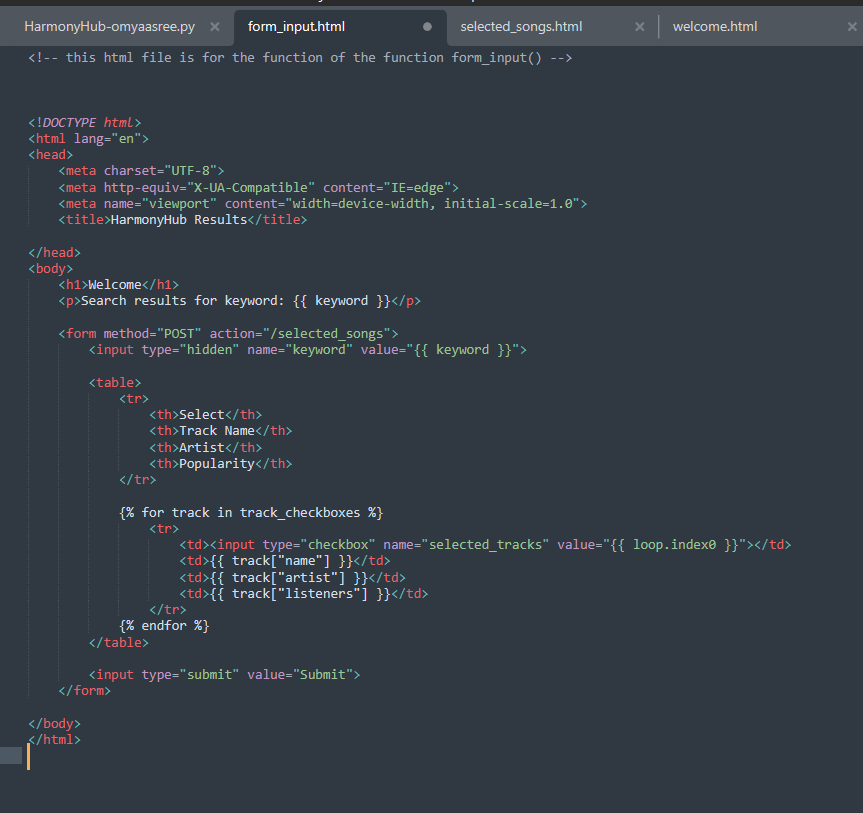 HarmonyHub-omyaasree.py × form_input.html selected_songs.html × welcome.html ×
<!-- this html file is for the function of the function form_input() -->
<!DOCTYPE html>
<html lang="en">
<head>
    <meta charset="UTF-8">
    <meta http-equiv="X-UA-Compatible" content="IE=edge">
    <meta name="viewport" content="width=device-width, initial-scale=1.0">
    <title>HarmonyHub Results</title>
</head>
<body>
    <h1>Welcome</h1>
    <p>Search results for keyword: {{ keyword }}</p>
    <form method="POST" action="/selected_songs">
        <input type="hidden" name="keyword" value="{{ keyword }}">
        <table>
            <tr>
                <th>Select</th>
                <th>Track Name</th>
                <th>Artist</th>
                <th>Popularity</th>
            </tr>
            {% for track in track_checkboxes %}
                <tr>
                    <td><input type="checkbox" name="selected_tracks" value="{{ loop.index0 }}"></td>
                    <td>{{ track["name"] }}</td>
                    <td>{{ track["artist"] }}</td>
                    <td>{{ track["listeners"] }}</td>
                </tr>
            {% endfor %}
        </table>
        <input type="submit" value="Submit">
    </form>
</body>
</html>